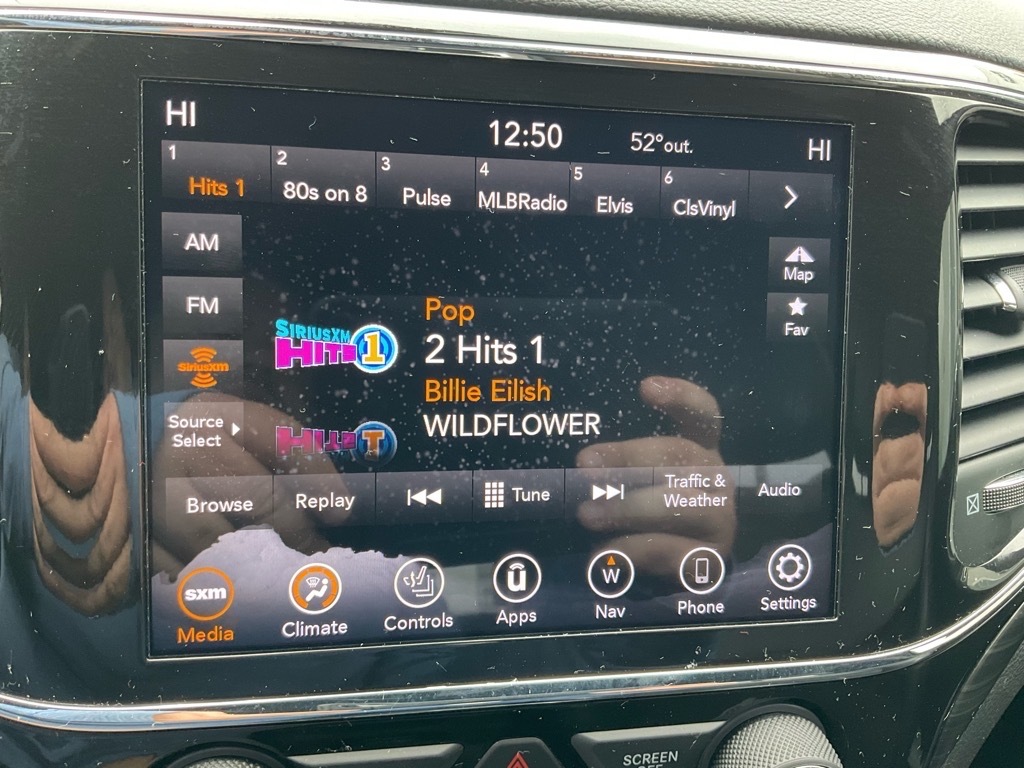 HI
12:50
52°out.
HI
1
Hits 1
2
80s on 8
3
Pulse
4
MLBRadio
5
Elvis
6
ClsVinyl
AM
FM
SiriusXM
Source
Select
Map
Fav
SIRIUSXM
HITS 1
Pop
2 Hits 1
Billie Eilish
WILDFLOWER
Browse
Replay
Tune
Traffic &
Weather
Audio
sxm
Media
Climate
Controls
Apps
W
Nav
Phone
Settings
SCREEN
OFF